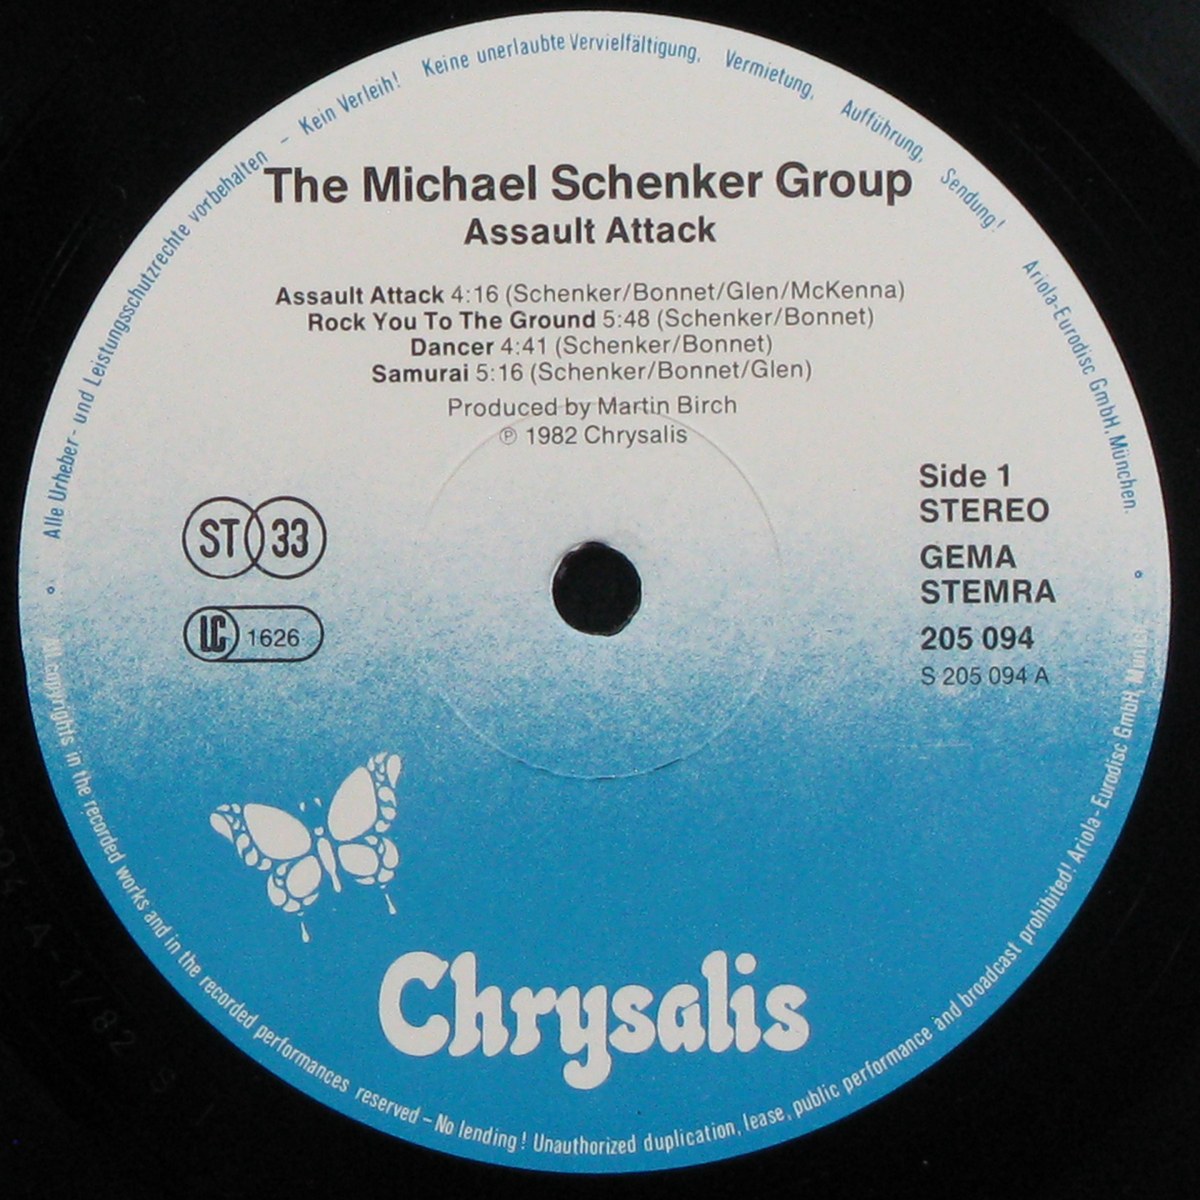 Alle Urheber- und Leistungsschutzrechte vorbehalten – Kein Verleih! Keine unerlaubte Vervielfältigung, Vermietung, Aufführung, Sendung! Ariola-Eurodisc GmbH, München.
The Michael Schenker Group
Assault Attack
Assault Attack 4:16 (Schenker/Bonnet/Glen/McKenna)
Rock You To The Ground 5:48 (Schenker/Bonnet)
Dancer 4:41 (Schenker/Bonnet)
Samurai 5:16 (Schenker/Bonnet/Glen)
Produced by Martin Birch
℗ 1982 Chrysalis
Side 1
STEREO
GEMA
STEMRA
205 094
S 205 094 A
ST 33
LC 1626
Chrysalis
All copyrights in the recorded works and in the recorded performances reserved – No lending! Unauthorized duplication, lease, public performance and broadcast prohibited! Ariola-Eurodisc GmbH, Munich